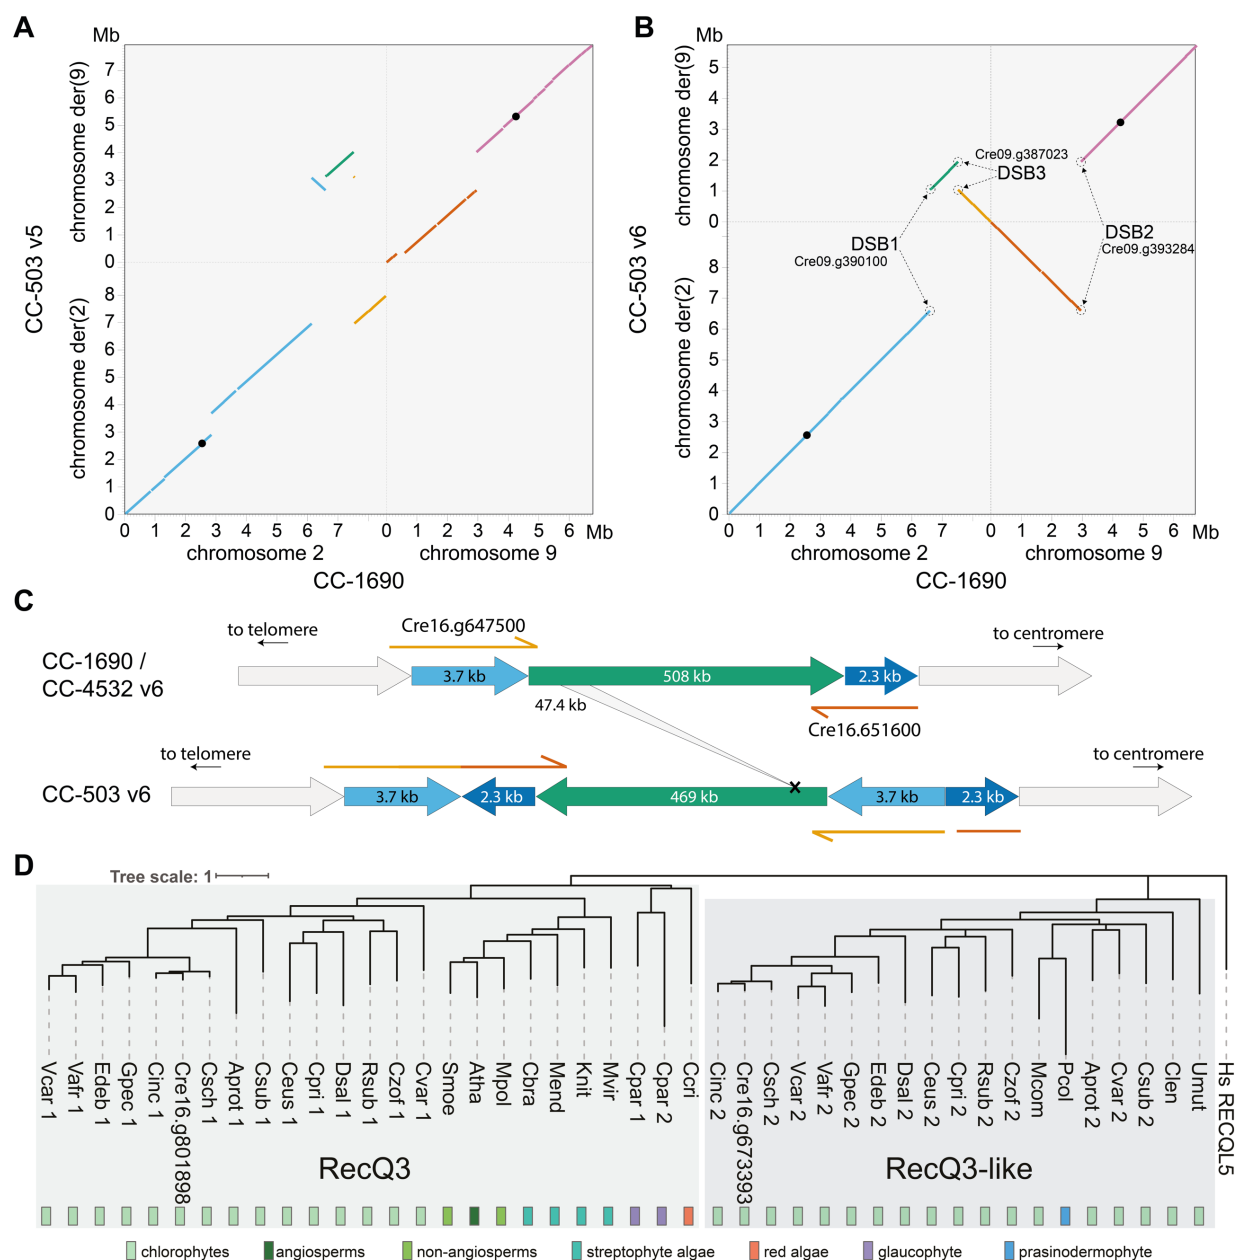 A
Mb
7
6
5
4
3
2
1
0
8
7
6
5
4
3
2
1
0
chromosome der(9)
chromosome der(2)
CC-503 v5
0 1 2 3 4 5 6 7 0 1 2 3 4 5 6 Mb
chromosome 2 chromosome 9
CC-1690
B
Mb
5
4
3
2
1
0
8
7
6
5
4
3
2
1
0
chromosome der(9)
chromosome der(2)
CC-503 v6
Cre09.g387023
DSB3
DSB1
Cre09.g390100
DSB2
Cre09.g393284
0 1 2 3 4 5 6 7 0 1 2 3 4 5 6 Mb
chromosome 2 chromosome 9
CC-1690
C
to telomere
Cre16.g647500
to centromere
CC-1690 /
CC-4532 v6
3.7 kb 508 kb 2.3 kb
47.4 kb
Cre16.651600
to telomere
to centromere
CC-503 v6
3.7 kb 2.3 kb 469 kb 3.7 kb 2.3 kb
D
Tree scale: 1
Vcar 1
Vafr 1
Edeb 1
Gpec 1
Cinc 1
Cre16.g801898
Csch 1
Aprot 1
Csub 1
Ceus 1
Cpri 1
Dsal 1
Rsub 1
Czof 1
Cvar 1
Smoe
Atha
Mpol
Cbra
Mend
Knit
Mvir
Cpar 1
Cpar 2
Ccri
Cinc 2
Cre16.g673393
Csch 2
Vcar 2
Vafr 2
Gpec 2
Edeb 2
Dsal 2
Ceus 2
Cpri 2
Rsub 2
Czof 2
Mcom
Pcol
Aprot 2
Cvar 2
Csub 2
Clen
Umut
Hs RECQL5
RecQ3
RecQ3-like
chlorophytes angiosperms non-angiosperms streptophyte algae red algae glaucophyte prasinodermophyte